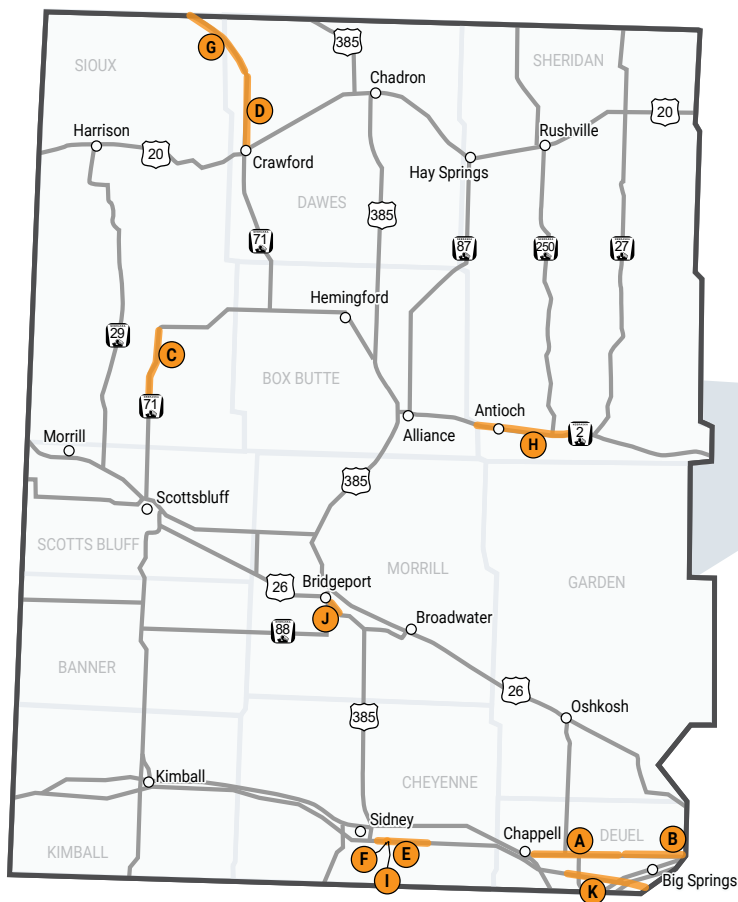 G
385
SIOUX
SHERIDAN
Chadron
D
20
Harrison
Rushville
20
Crawford
Hay Springs
DAWES
385
71
87
250
27
Hemingford
29
C
BOX BUTTE
71
Antioch
Alliance
2
H
Morrill
385
Scottsbluff
SCOTTS BLUFF
MORRILL
GARDEN
26
Bridgeport
J
Broadwater
88
BANNER
26
Oshkosh
385
Kimball
CHEYENNE
Sidney
Chappell
A
DEUEL
B
KIMBALL
F
E
I
Big Springs
K